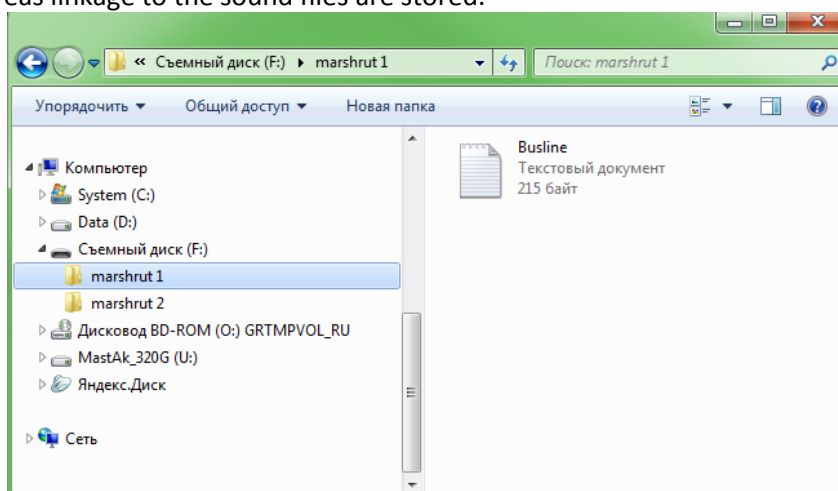 eas linkage to the sound files are stored.
« Съемный диск (F:) marshrut 1
Поиск: marshrut 1
Упорядочить Общий доступ Новая папка
Компьютер
System (C:)
Data (D:)
Съемный диск (F:)
marshrut 1
marshrut 2
Дисковод BD-ROM (O:) GRTMPVOL_RU
MastAk_320G (U:)
Яндекс.Диск
Сеть
Busline
Текстовый документ
215 байт